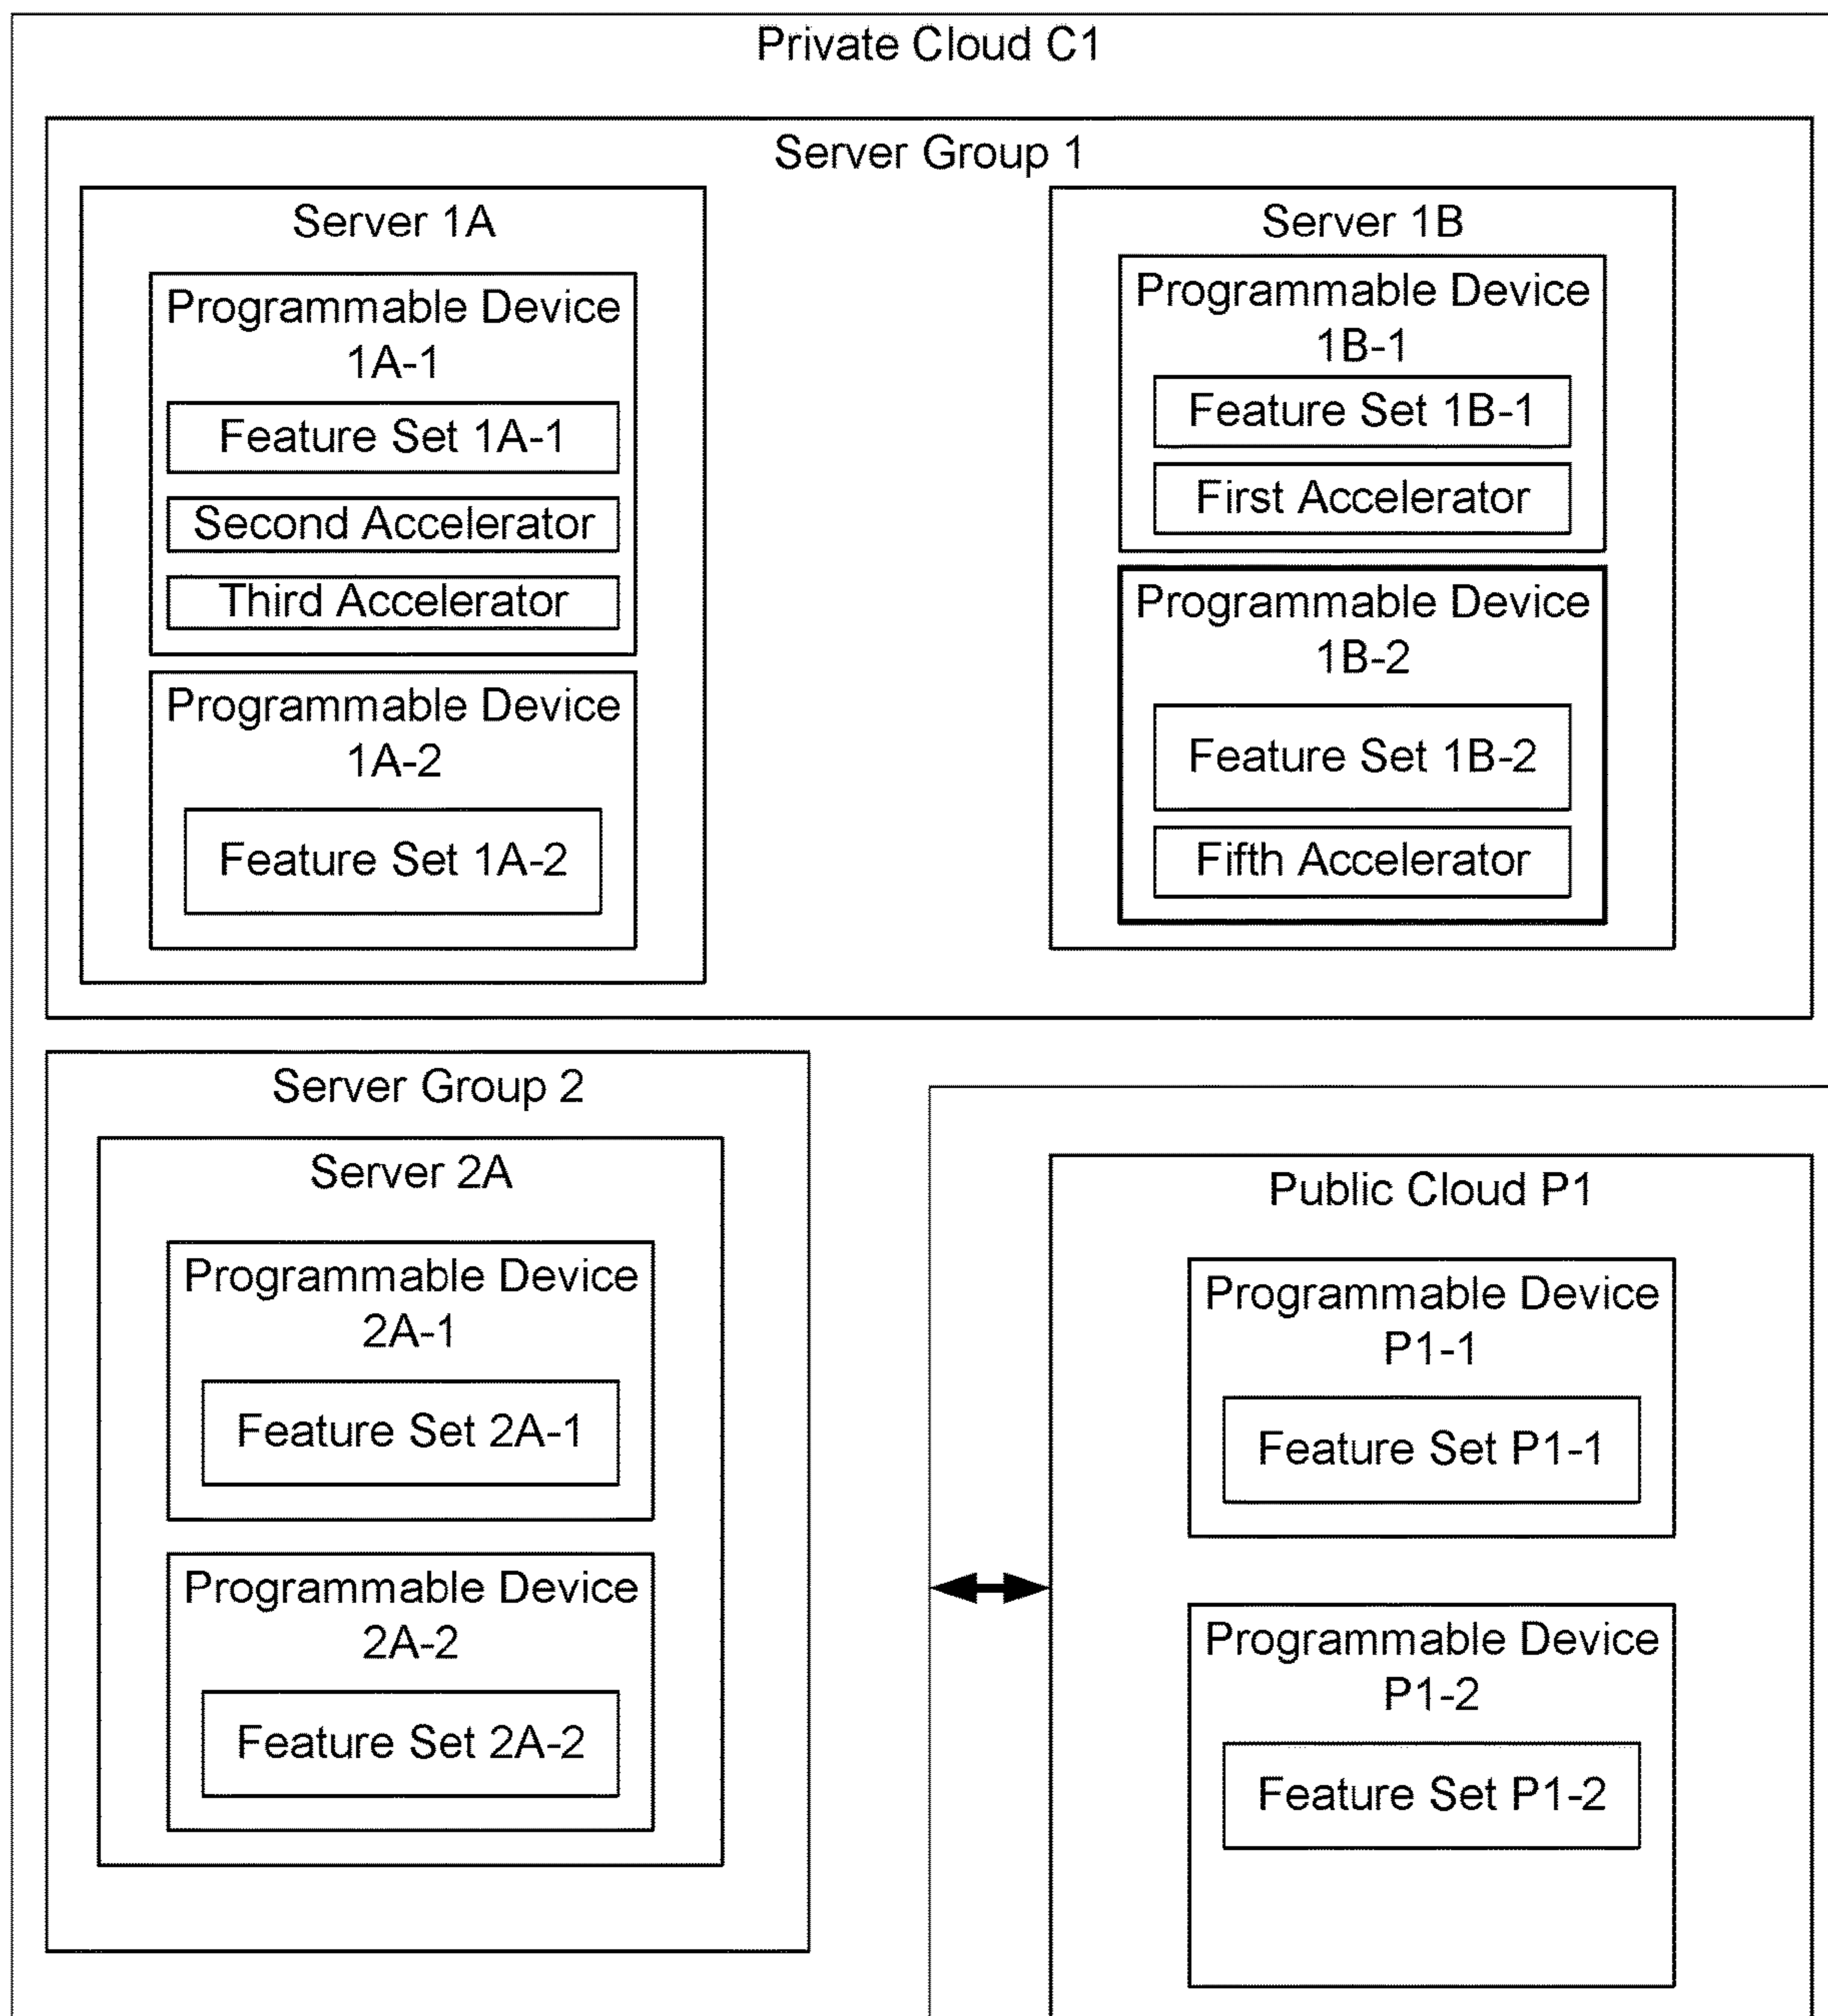 Private Cloud C1
Server Group 1
Server 1A
Programmable Device
1A-1
Feature Set 1A-1
Second Accelerator
Third Accelerator
Programmable Device
1A-2
Feature Set 1A-2
Server 1B
Programmable Device
1B-1
Feature Set 1B-1
First Accelerator
Programmable Device
1B-2
Feature Set 1B-2
Fifth Accelerator
Server Group 2
Server 2A
Programmable Device
2A-1
Feature Set 2A-1
Programmable Device
2A-2
Feature Set 2A-2
Public Cloud P1
Programmable Device
P1-1
Feature Set P1-1
Programmable Device
P1-2
Feature Set P1-2